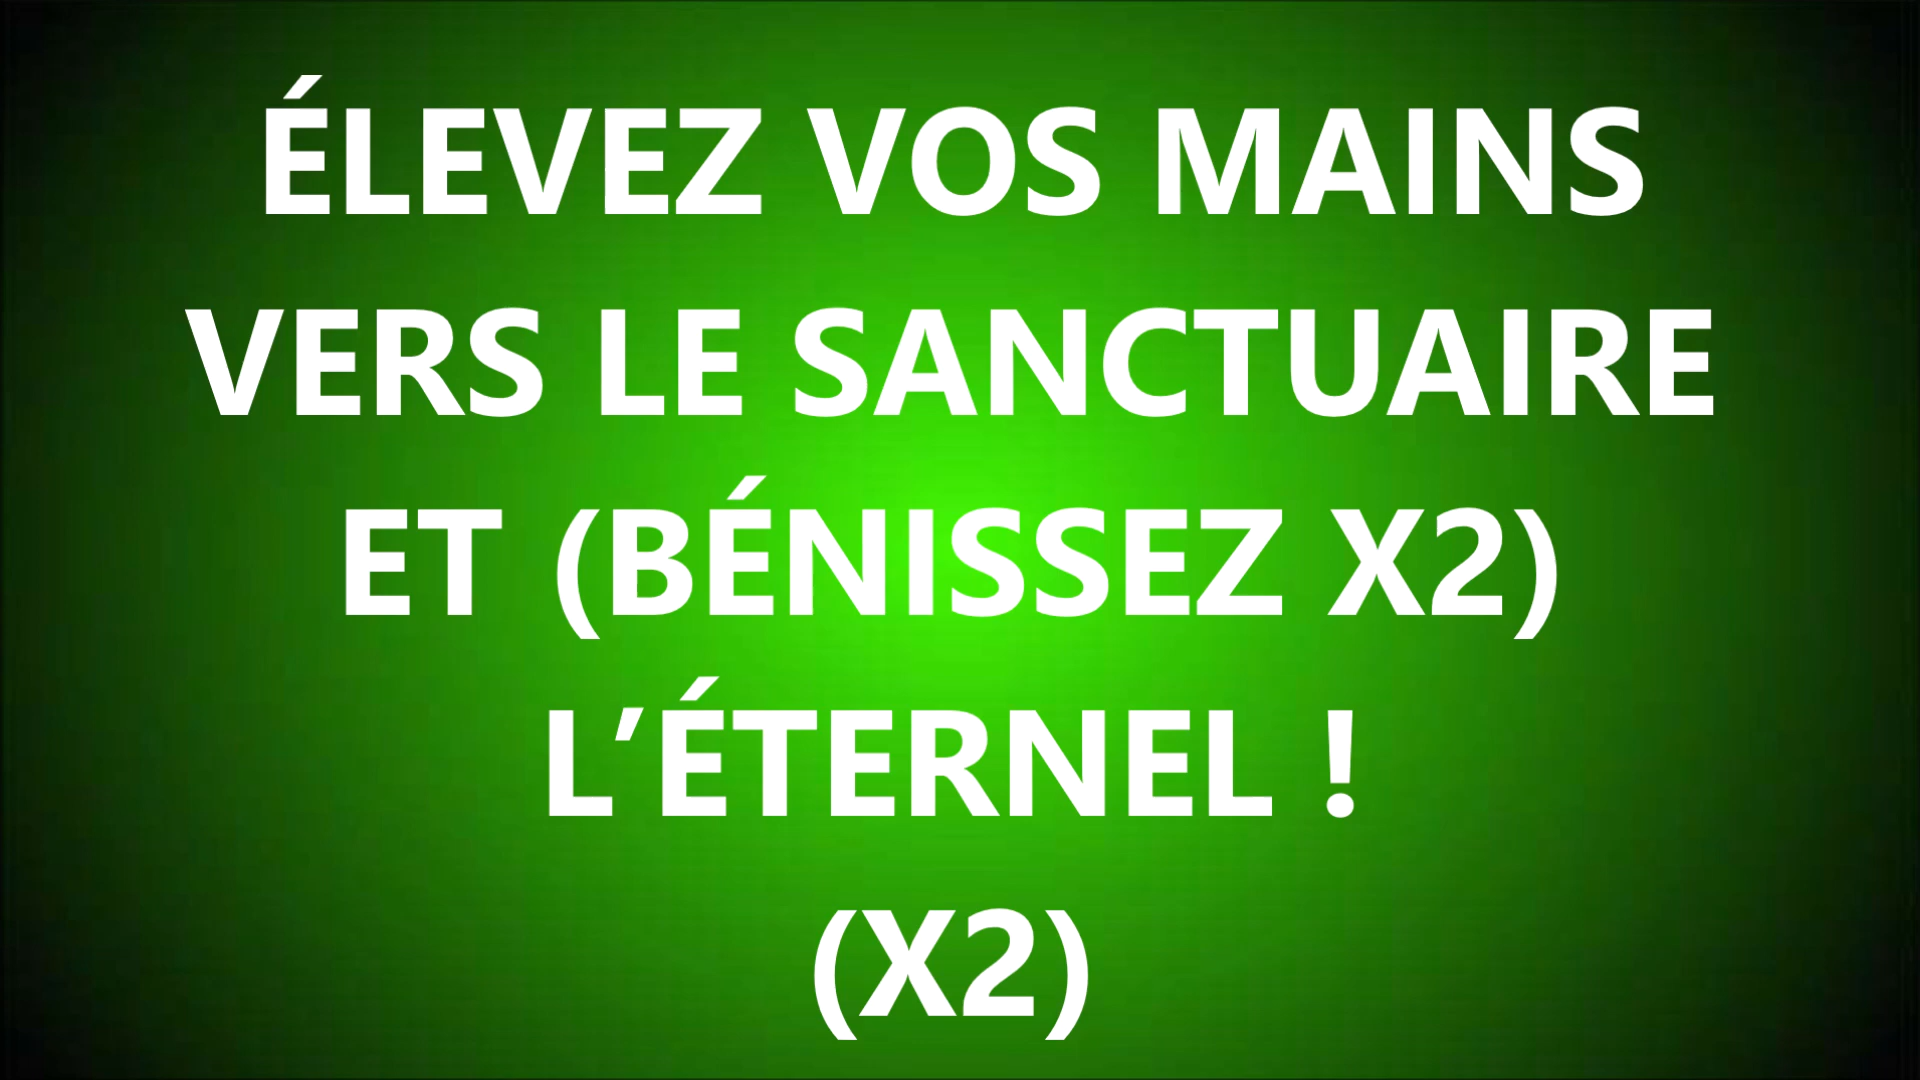 ÉLEVEZ VOS MAINS
VERS LE SANCTUAIRE
ET (BÉNISSEZ X2)
L’ÉTERNEL !
(X2)